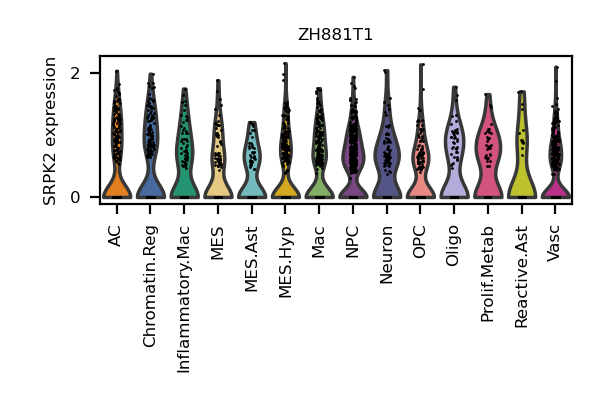 ZH881T1
SRPK2 expression
2
0
AC
Chromatin.Reg
Inflammatory.Mac
MES
MES.Ast
MES.Hyp
Mac
NPC
Neuron
OPC
Oligo
Prolif.Metab
Reactive.Ast
Vasc